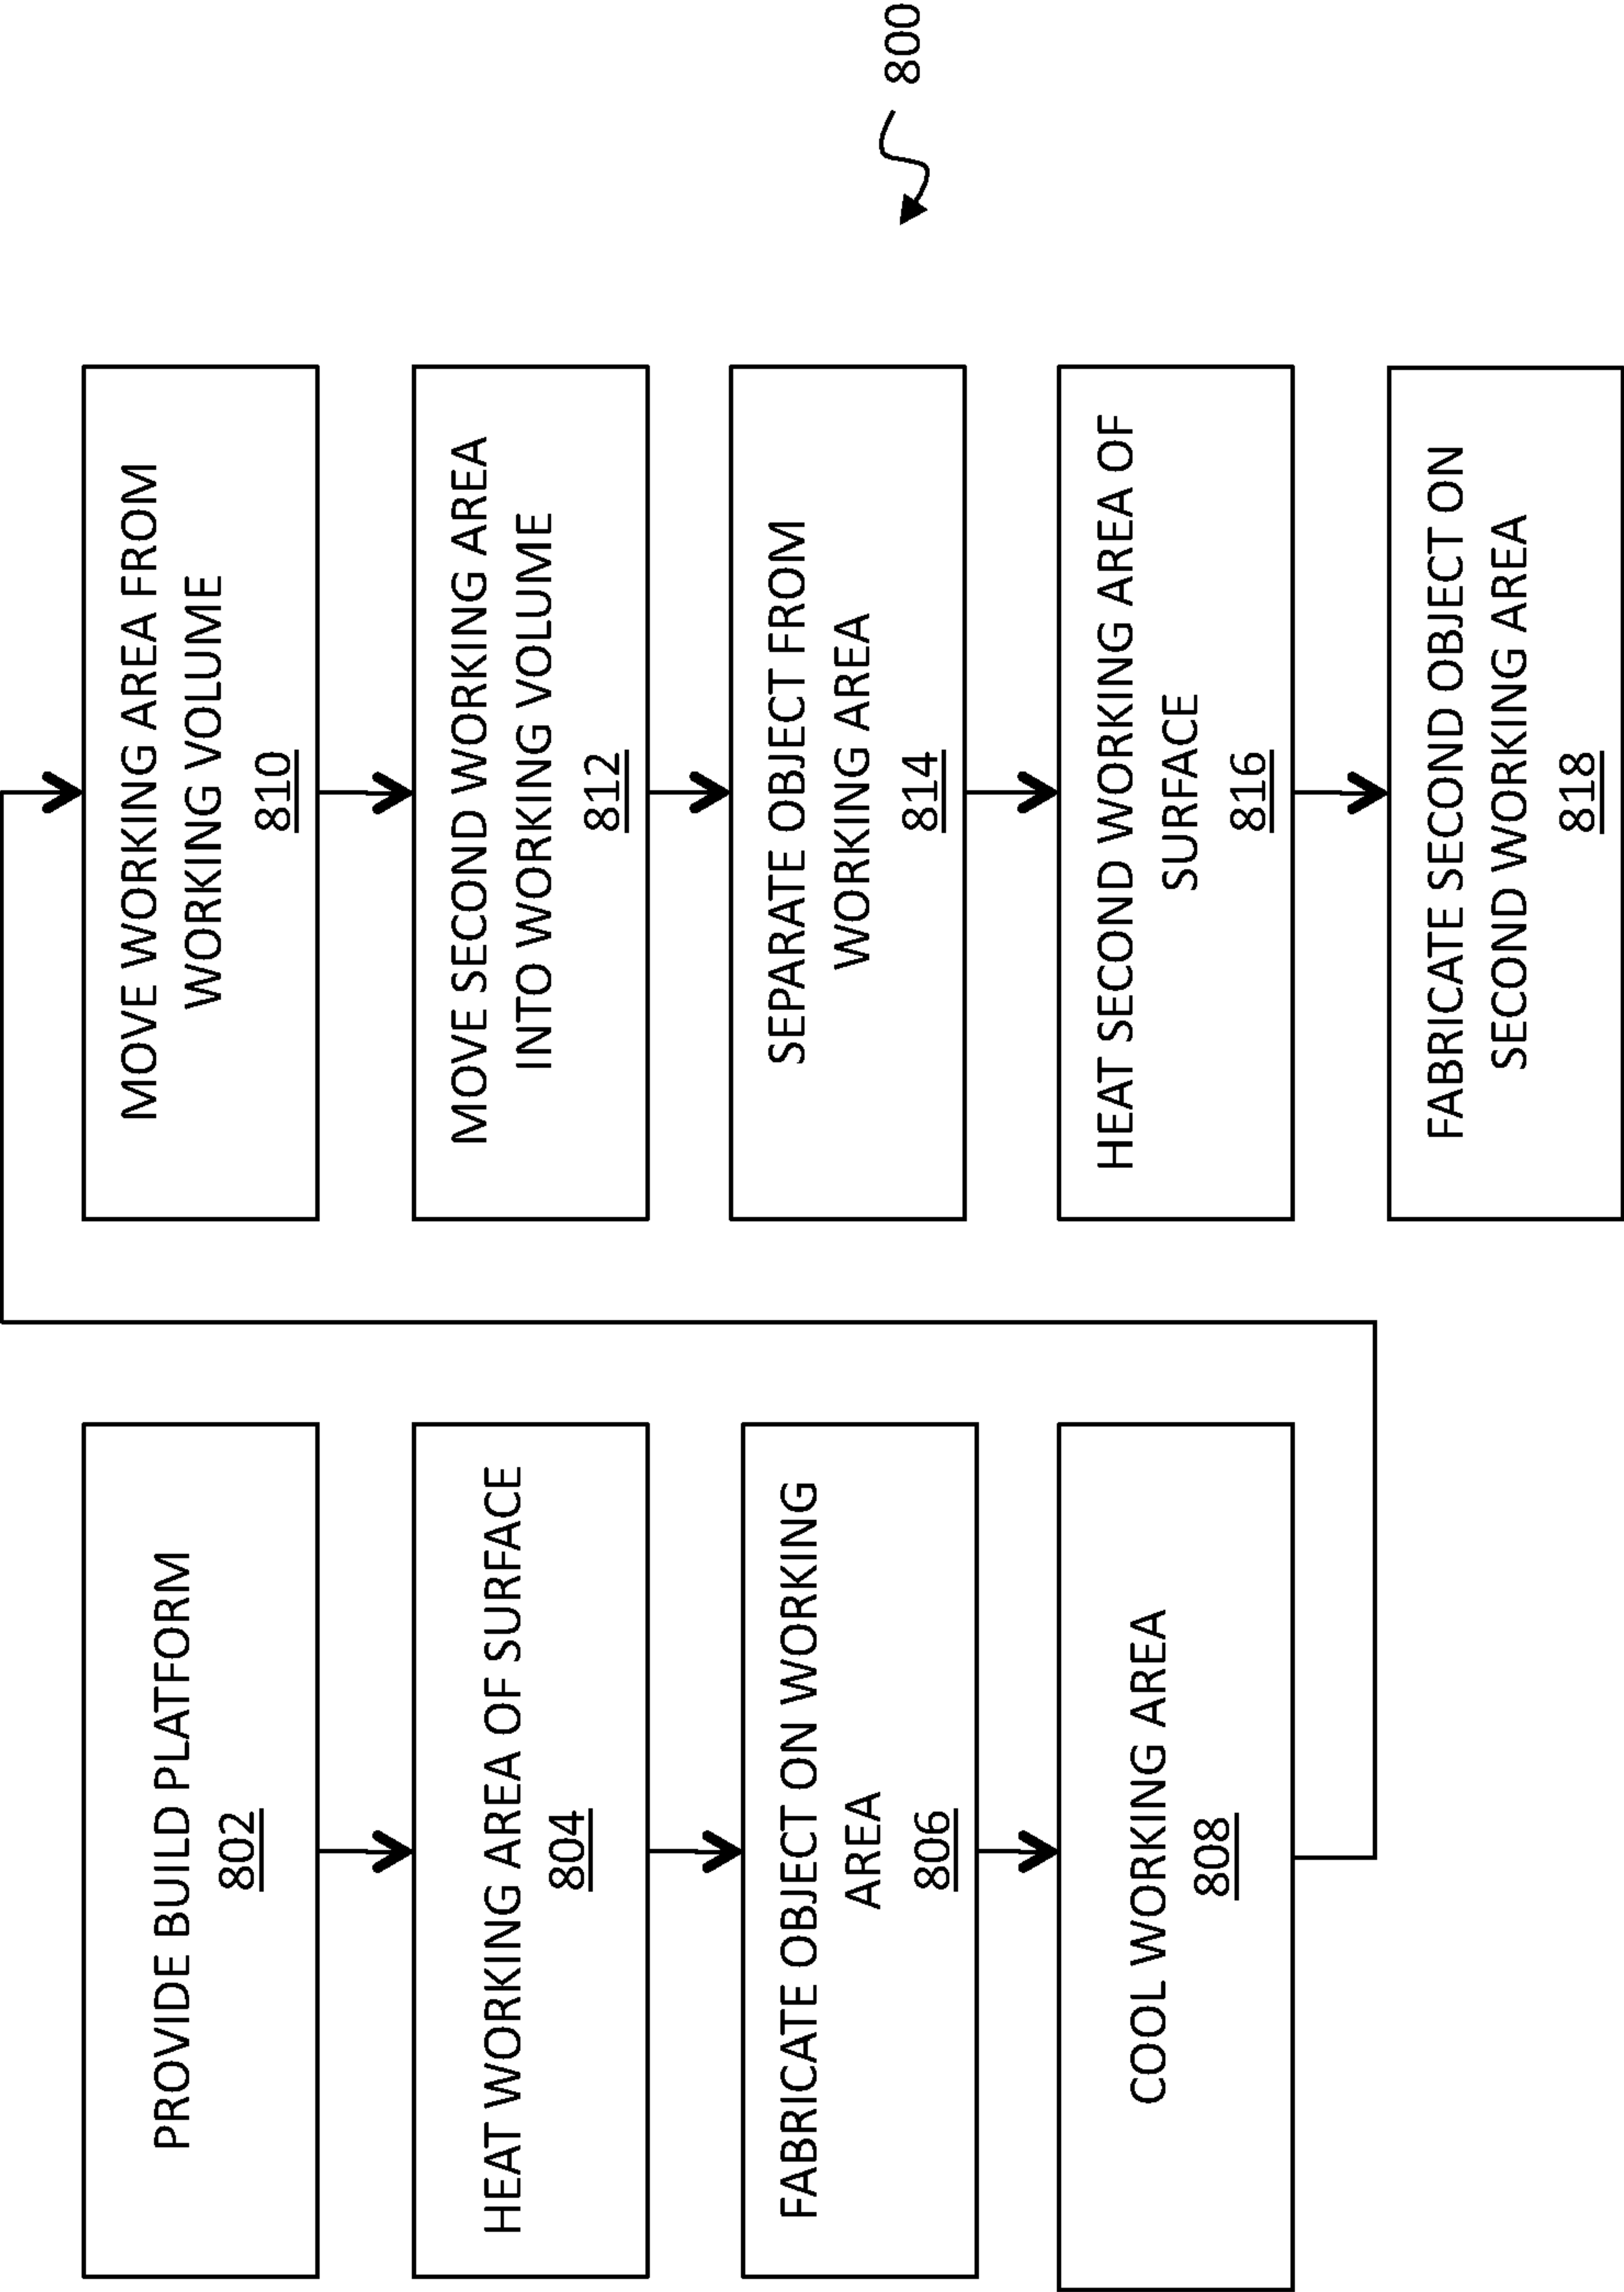 PROVIDE BUILD PLATFORM
802
HEAT WORKING AREA OF SURFACE
804
FABRICATE OBJECT ON WORKING
AREA
806
COOL WORKING AREA
808
MOVE WORKING AREA FROM
WORKING VOLUME
810
MOVE SECOND WORKING AREA
INTO WORKING VOLUME
812
SEPARATE OBJECT FROM
WORKING AREA
814
HEAT SECOND WORKING AREA OF
SURFACE
816
FABRICATE SECOND OBJECT ON
SECOND WORKING AREA
818
800